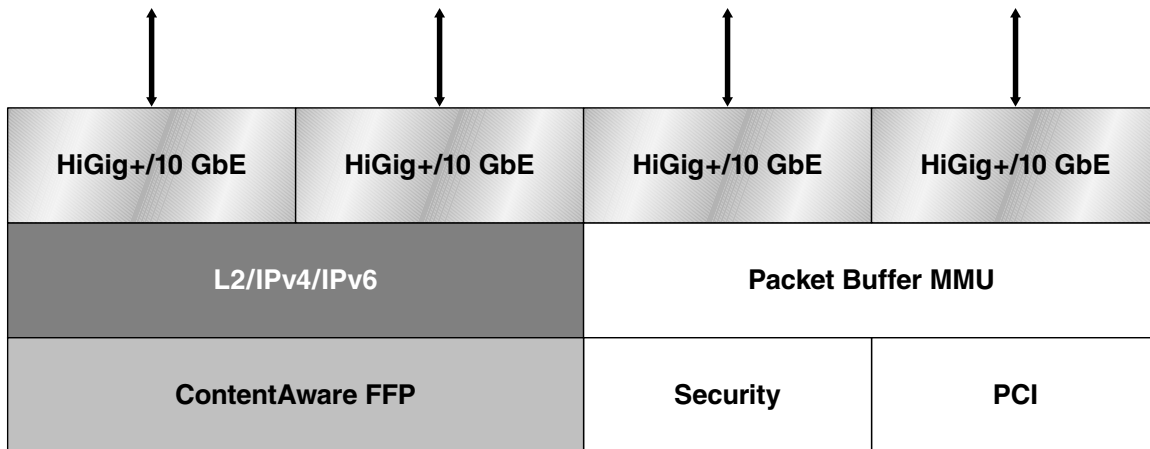 HiGig+/10 GbE
HiGig+/10 GbE
HiGig+/10 GbE
HiGig+/10 GbE
L2/IPv4/IPv6
Packet Buffer MMU
ContentAware FFP
Security
PCI